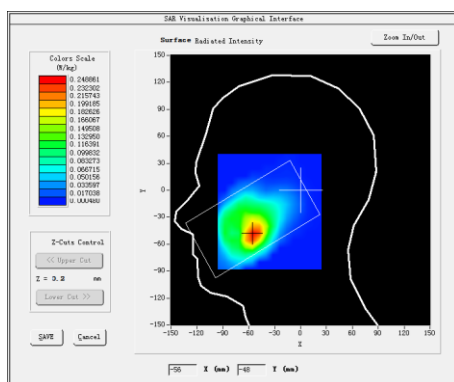 SAR Visualisation Graphical Interface
Surface Radiated Intensity
Zoom In/Out
Colors Scale
(W/kg)
0.248861
0.232302
0.215743
0.199185
0.182626
0.166067
0.149508
0.132950
0.116391
0.099832
0.083273
0.066715
0.050156
0.033597
0.017038
0.000480
Z-Cuts Control
<< Upper Cut
Z = 3.2 mm
Lower Cut >>
SAVE Cancel
150
120
90
60
30
0
-30
-60
-90
-120
-150
Y
-150 -120 -90 -60 -30 0 30 60 90 120 150
X
-56 X (mm) -48 Y (mm)